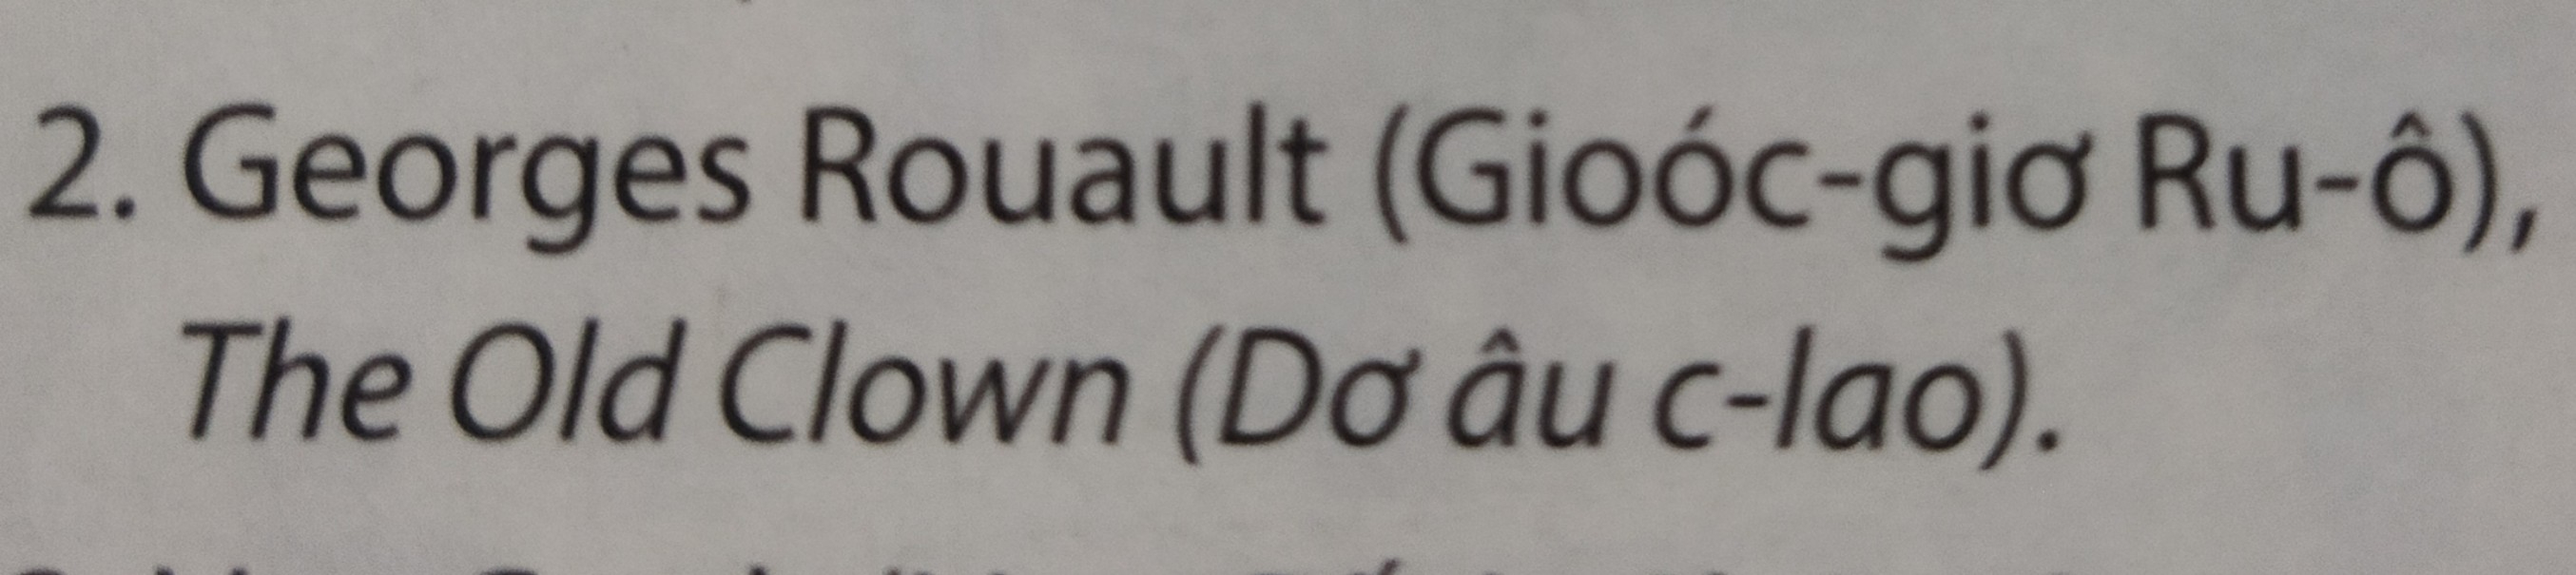 2. Georges Rouault (Gioóc-giơ Ru-ô),
The Old Clown (Dơ âu c-lao).